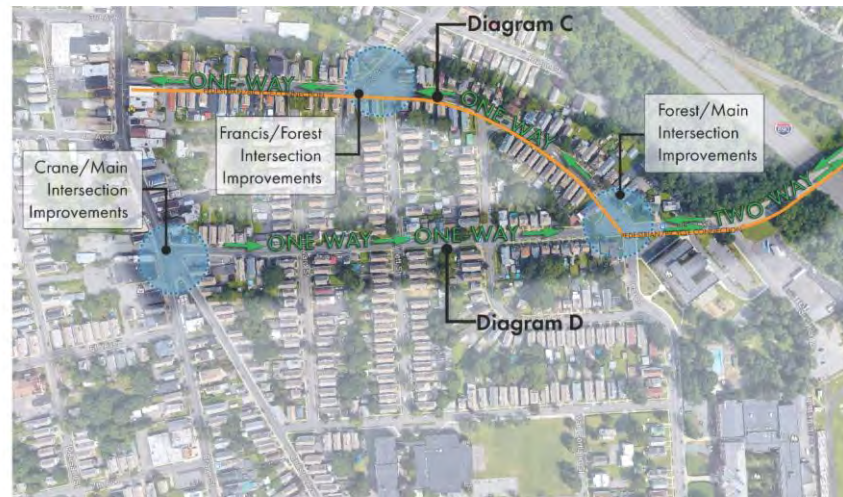 Diagram C
ONE-WAY
ONE-WAY
Francis/Forest
Intersection
Improvements
Forest/Main
Intersection
Improvements
Crane/Main
Intersection
Improvements
TWO-WAY
ONE-WAY
ONE-WAY
Diagram D